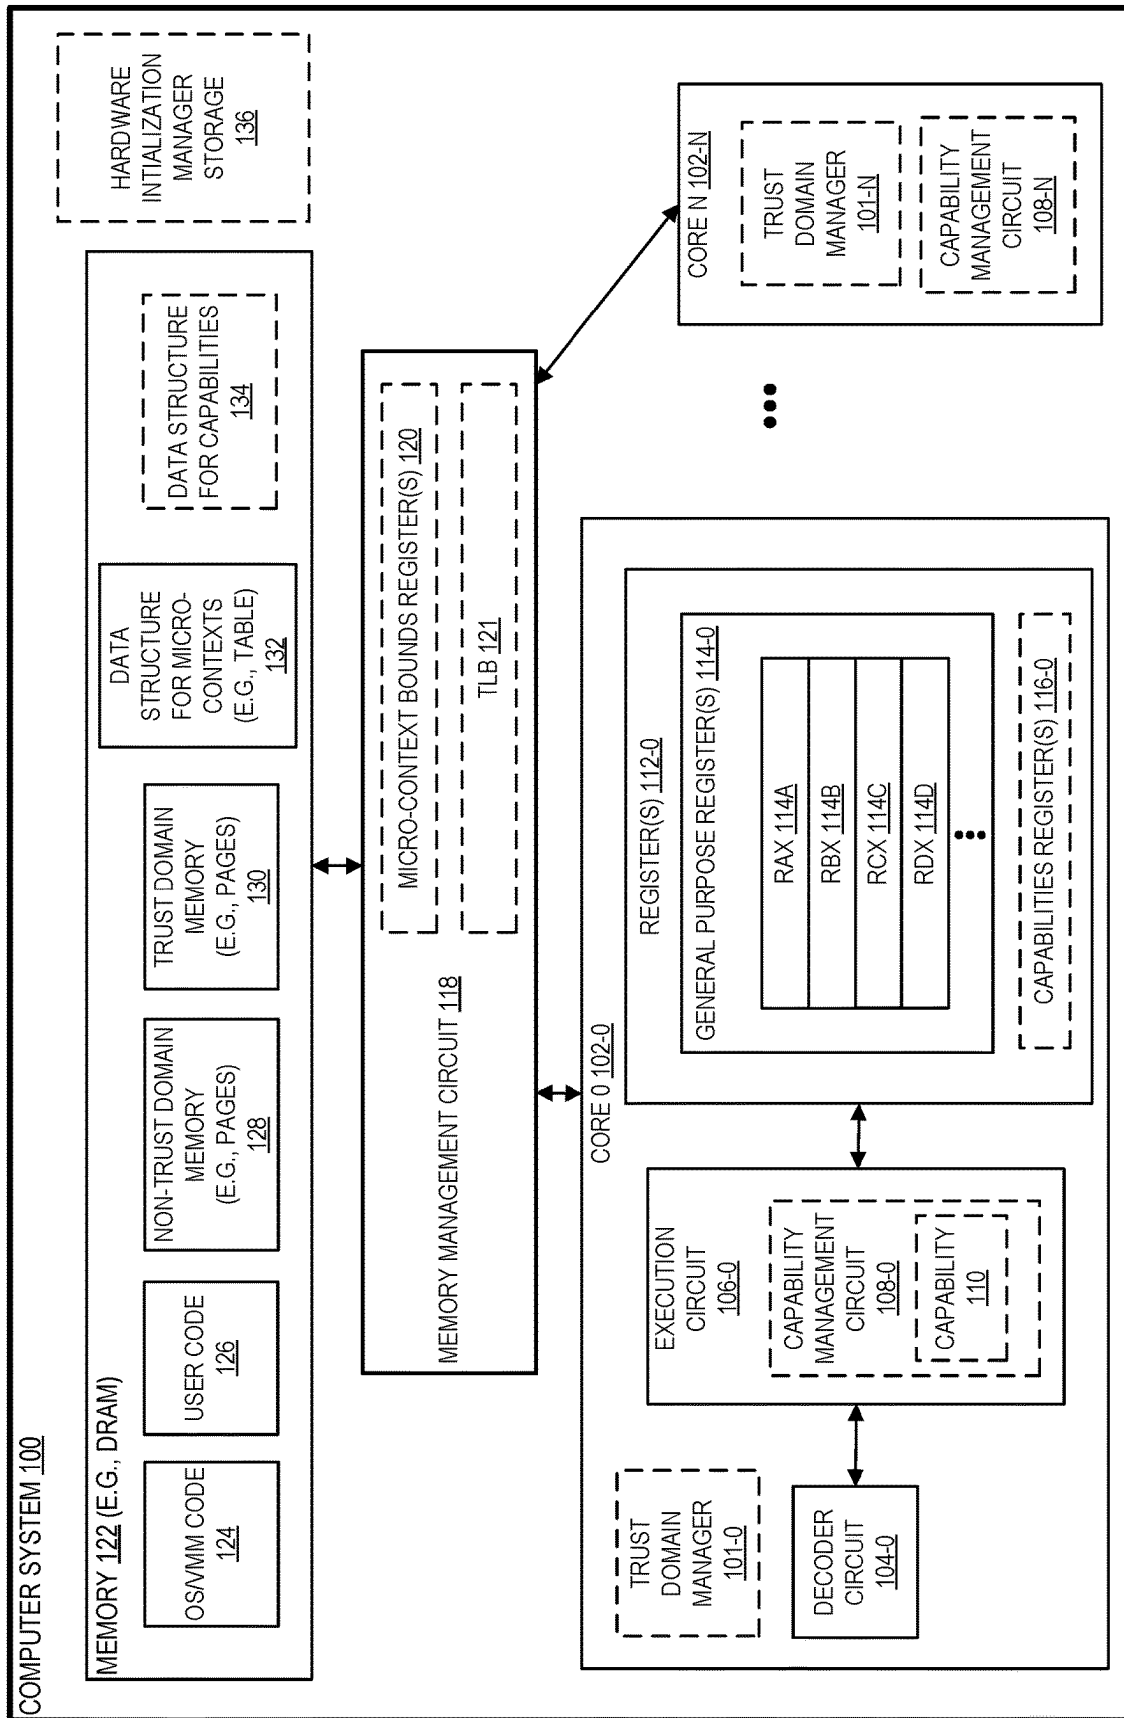 COMPUTER SYSTEM 100
MEMORY 122 (E.G., DRAM)
OS/VMM CODE
124
USER CODE
126
NON-TRUST DOMAIN
MEMORY
(E.G., PAGES)
128
TRUST DOMAIN
MEMORY
(E.G., PAGES)
130
DATA
STRUCTURE
FOR MICRO-
CONTEXTS
(E.G., TABLE)
132
DATA STRUCTURE
FOR CAPABILITIES
134
HARDWARE
INTIALIZATION
MANAGER
STORAGE
136
MEMORY MANAGEMENT CIRCUIT 118
MICRO-CONTEXT BOUNDS REGISTER(S) 120
TLB 121
CORE 0 102-0
TRUST
DOMAIN
MANAGER
101-0
DECODER
CIRCUIT
104-0
EXECUTION
CIRCUIT
106-0
CAPABILITY
MANAGEMENT
CIRCUIT
108-0
CAPABILITY
110
REGISTER(S) 112-0
GENERAL PURPOSE REGISTER(S) 114-0
RAX 114A
RBX 114B
RCX 114C
RDX 114D
CAPABILITIES REGISTER(S) 116-0
CORE N 102-N
TRUST
DOMAIN
MANAGER
101-N
CAPABILITY
MANAGEMENT
CIRCUIT
108-N